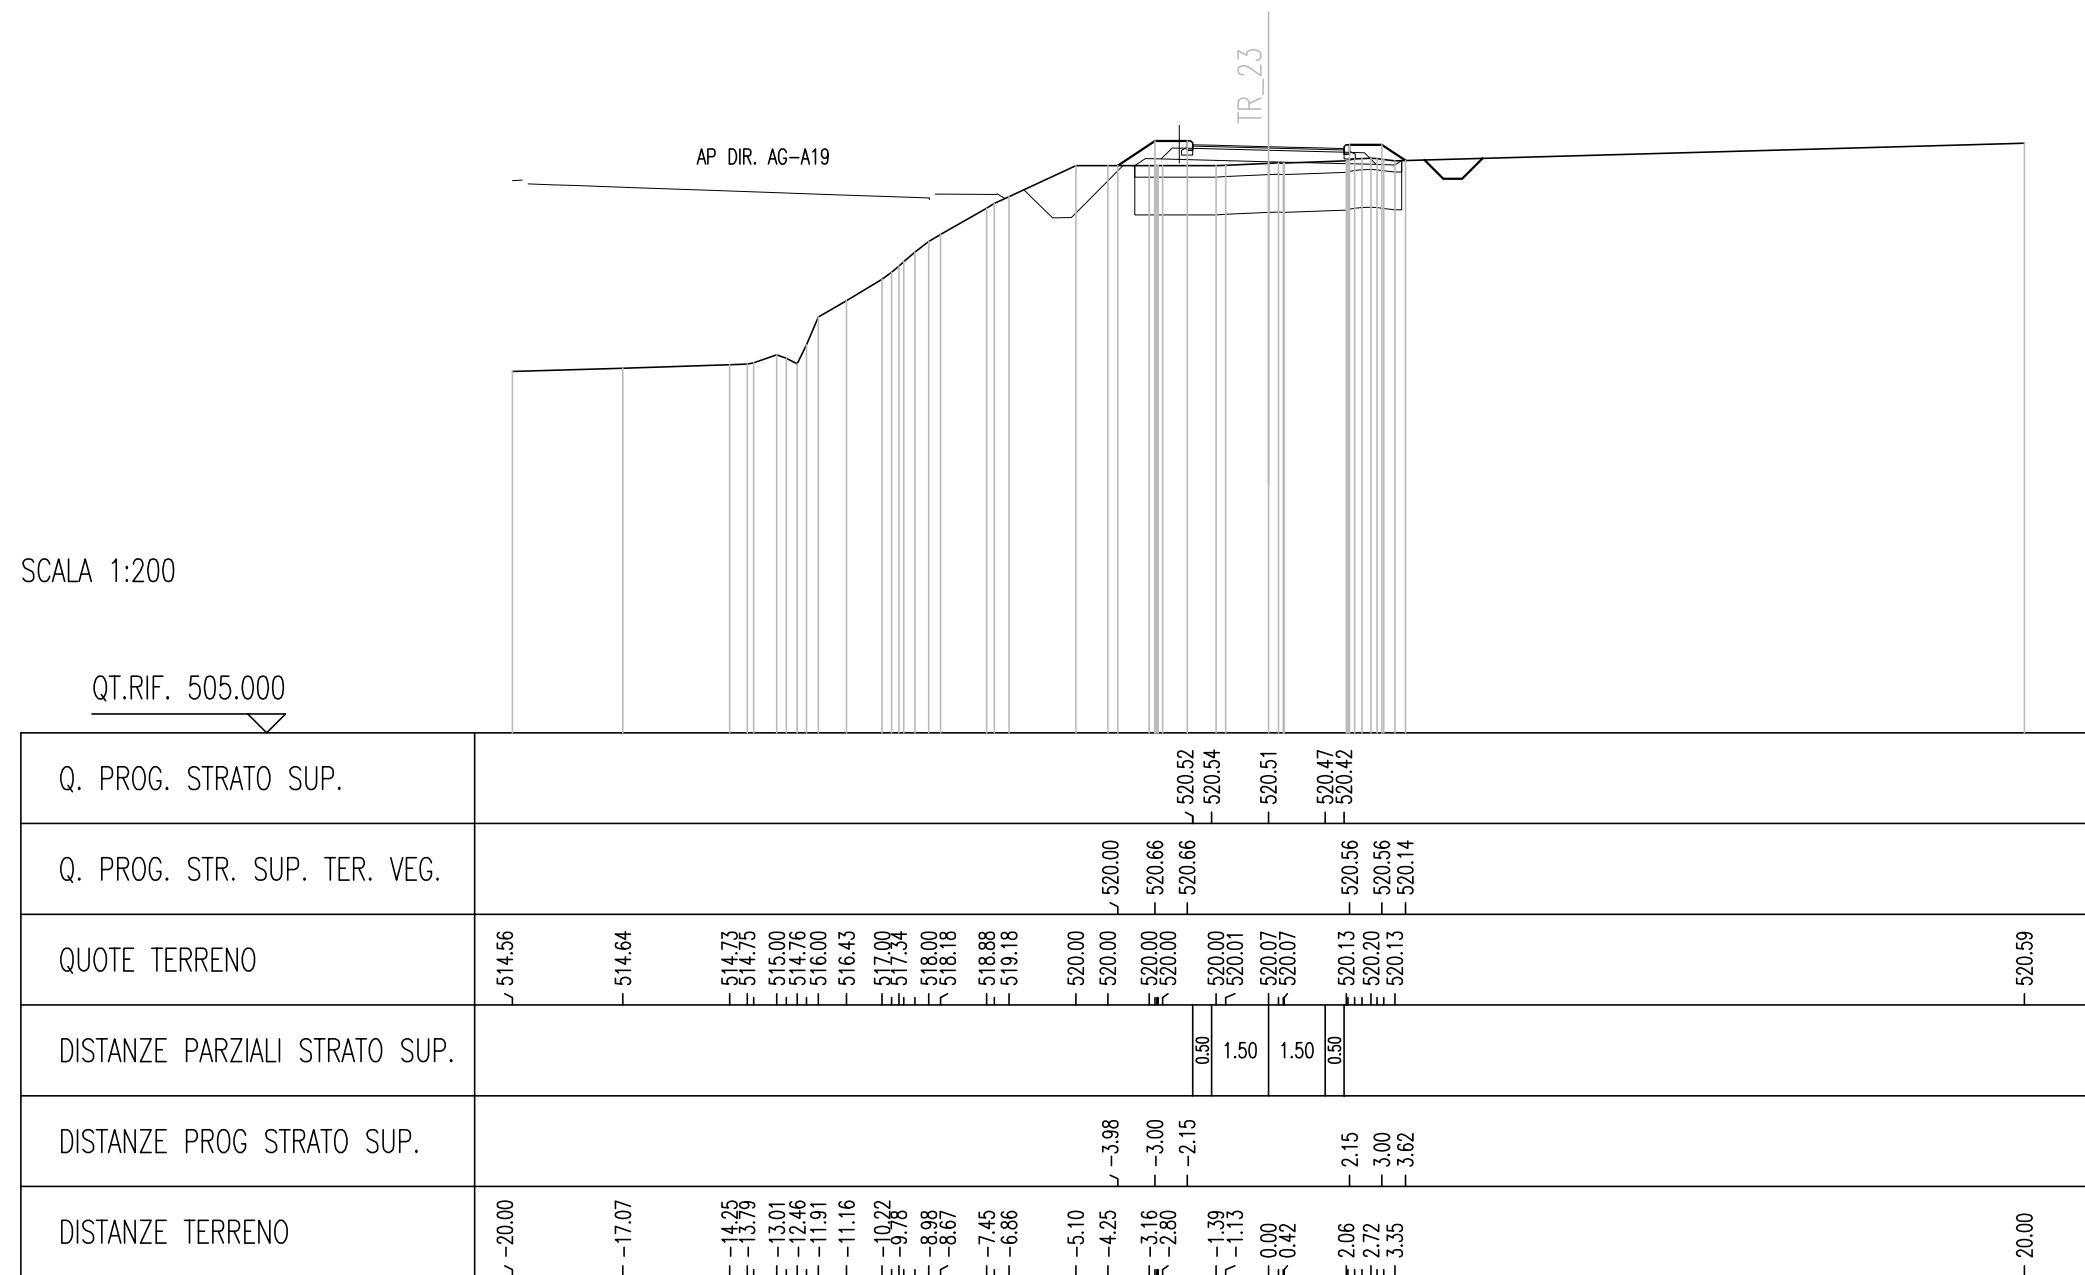 TR_23
AP DIR. AG-A19
SCALA 1:200
QT.RIF. 505.000
Q. PROG. STRATO SUP.
520.52 520.54 520.51 520.47 520.42
Q. PROG. STR. SUP. TER. VEG.
520.00 520.66 520.66 520.56 520.56 520.14
QUOTE TERRENO
514.56 514.64 514.73 514.75 515.00 514.76 516.00 516.43 517.00 517.34 518.00 518.18 518.88 519.18 520.00 520.00 520.00 520.00 520.00 520.01 520.07 520.07 520.13 520.20 520.13 520.59
DISTANZE PARZIALI STRATO SUP.
0.50 1.50 1.50 0.50
DISTANZE PROG STRATO SUP.
-3.98 -3.00 -2.15 2.15 3.00 3.62
DISTANZE TERRENO
-20.00 -17.07 -14.25 -13.79 -13.01 -12.46 -11.91 -11.16 -10.22 -9.78 -8.98 -8.67 -7.45 -6.86 -5.10 -4.25 -3.16 -2.80 -1.39 -1.13 0.00 0.42 2.06 2.72 3.35 20.00